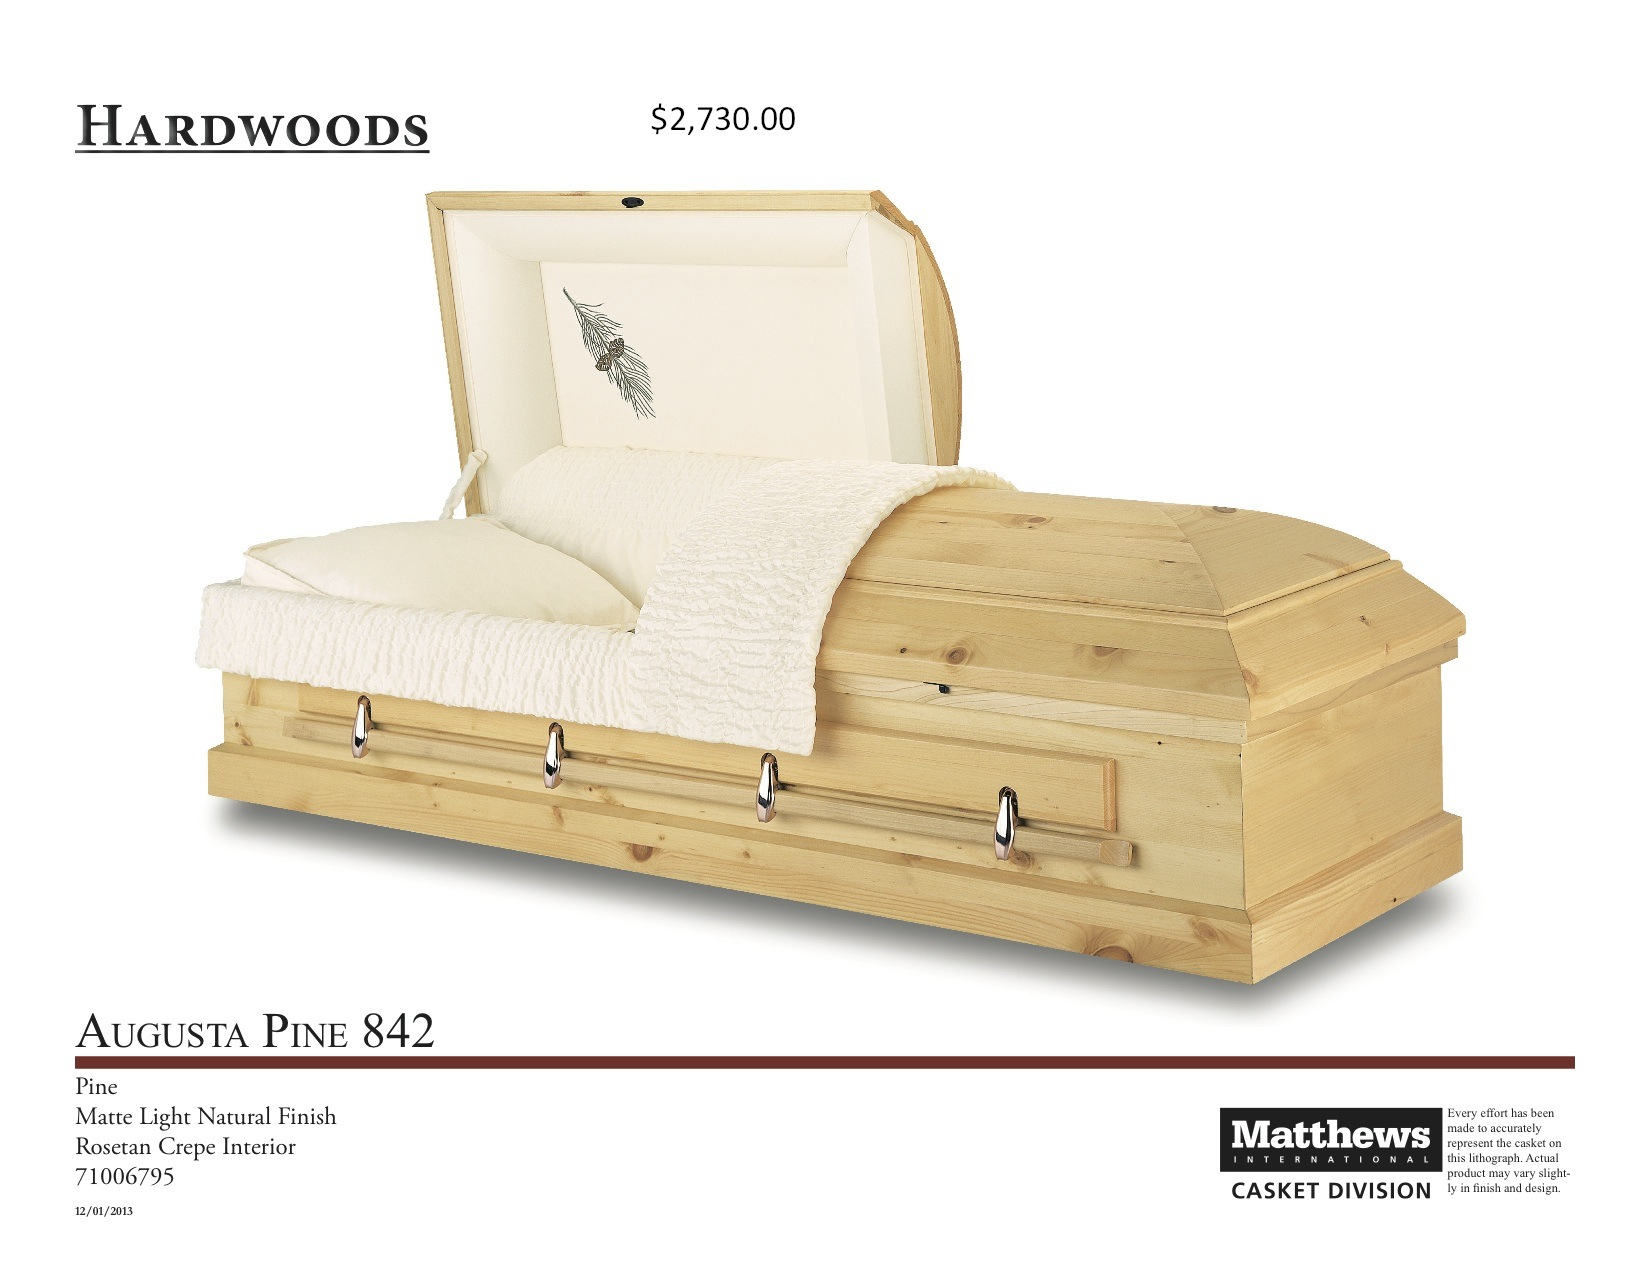 HARDWOODS
$2,730.00
AUGUSTA PINE 842
Pine
Matte Light Natural Finish
Rosetan Crepe Interior
71006795
12/01/2013
Matthews
INTERNATIONAL
CASKET DIVISION
Every effort has been
made to accurately
represent the casket on
this lithograph. Actual
product may vary slight-
ly in finish and design.